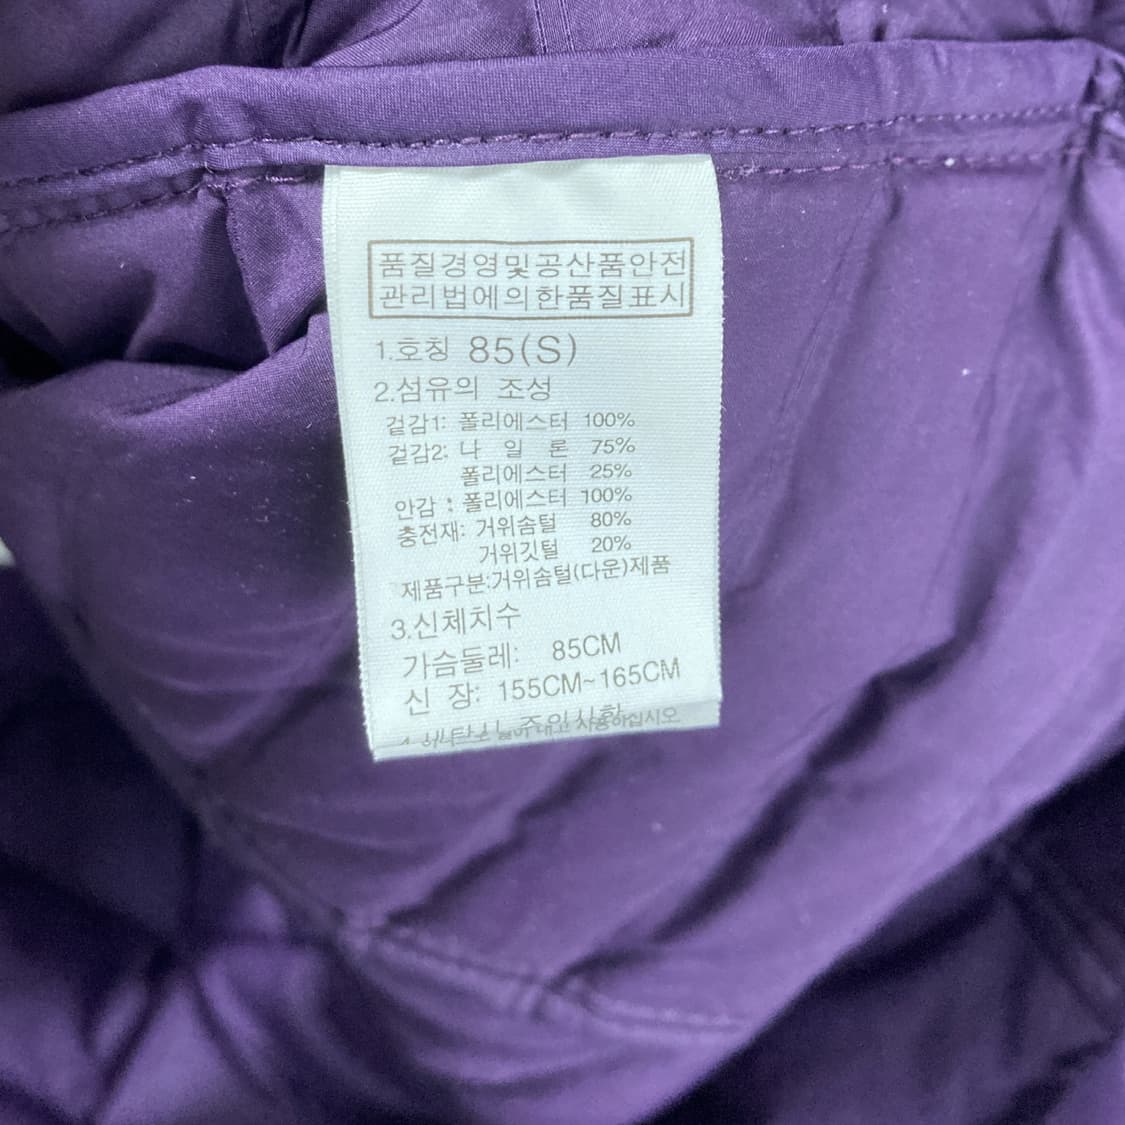 품질경영및공산품안전
관리법에의한품질표시
1.호칭 85(S)
2.섬유의 조성
겉감1: 폴리에스터 100%
겉감2: 나 일 론 75%
폴리에스터 25%
안감 : 폴리에스터 100%
충전재: 거위솜털 80%
거위깃털 20%
제품구분:거위솜털(다운)제품
3.신체치수
가슴둘레: 85CM
신 장: 155CM~165CM